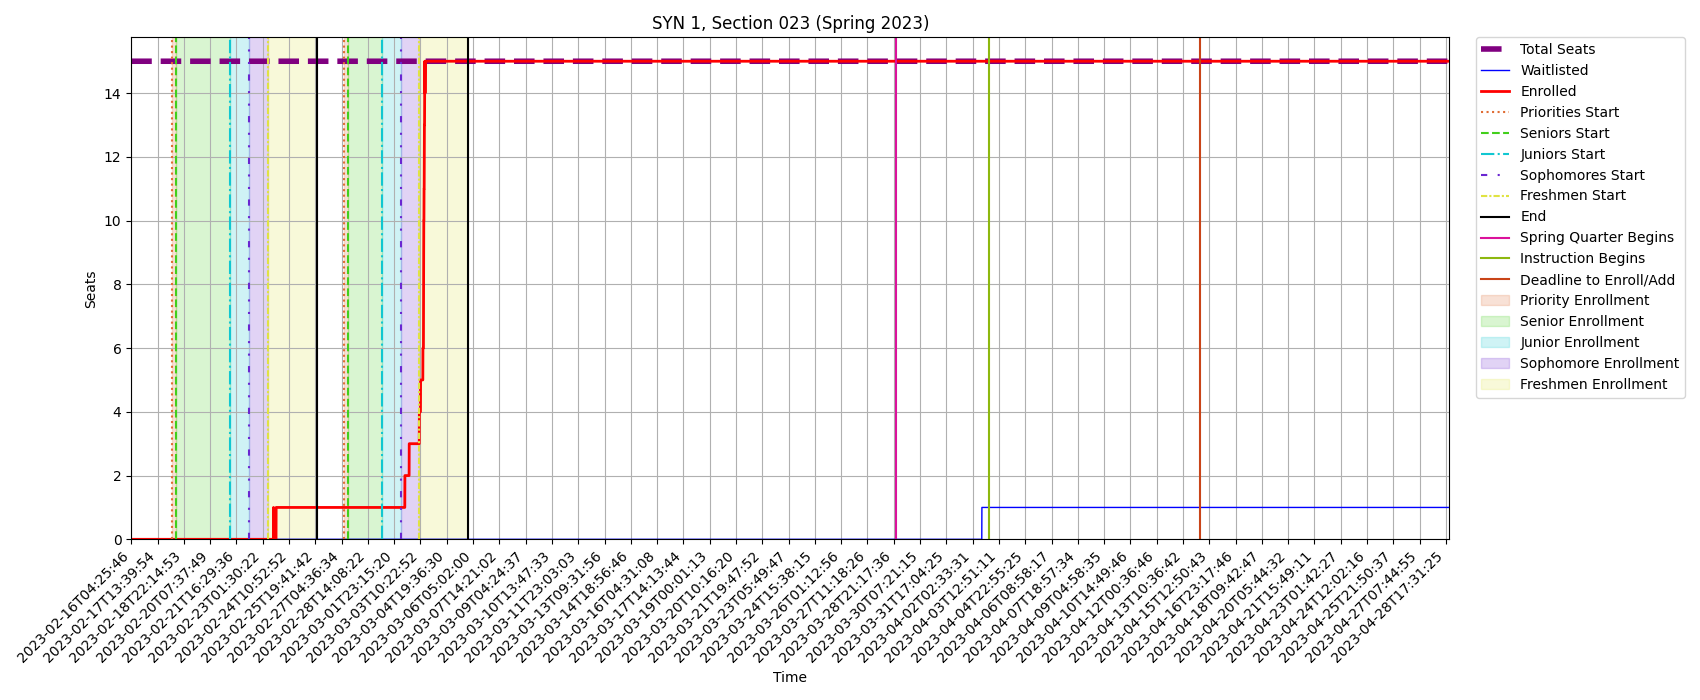 SYN 1, Section 023 (Spring 2023)
Seats
14
12
10
8
6
4
2
0
2023-02-16T04:25:46
2023-02-17T13:39:54
2023-02-18T22:14:53
2023-02-20T07:37:49
2023-02-21T16:29:36
2023-02-23T01:30:22
2023-02-24T10:52:52
2023-02-25T19:41:42
2023-02-27T04:36:34
2023-02-28T14:08:22
2023-03-01T23:15:20
2023-03-03T10:22:52
2023-03-04T19:36:30
2023-03-06T05:02:00
2023-03-07T14:21:02
2023-03-09T04:24:37
2023-03-10T13:47:33
2023-03-11T23:03:03
2023-03-13T09:31:56
2023-03-14T18:56:46
2023-03-16T04:31:08
2023-03-17T14:13:44
2023-03-19T00:01:13
2023-03-20T10:16:20
2023-03-21T19:47:52
2023-03-23T05:49:47
2023-03-24T15:38:15
2023-03-26T01:12:56
2023-03-27T11:18:26
2023-03-28T21:17:36
2023-03-30T07:21:15
2023-03-31T17:04:25
2023-04-02T02:33:31
2023-04-03T12:51:11
2023-04-04T22:55:25
2023-04-06T08:58:17
2023-04-07T18:57:34
2023-04-09T04:58:35
2023-04-10T14:49:46
2023-04-12T00:36:46
2023-04-13T10:36:42
2023-04-15T12:50:43
2023-04-16T23:17:46
2023-04-18T09:42:47
2023-04-20T05:44:32
2023-04-21T15:49:11
2023-04-23T01:42:27
2023-04-24T12:02:16
2023-04-25T21:50:37
2023-04-27T07:44:55
2023-04-28T17:31:25
Time
Total Seats
Waitlisted
Enrolled
Priorities Start
Seniors Start
Juniors Start
Sophomores Start
Freshmen Start
End
Spring Quarter Begins
Instruction Begins
Deadline to Enroll/Add
Priority Enrollment
Senior Enrollment
Junior Enrollment
Sophomore Enrollment
Freshmen Enrollment